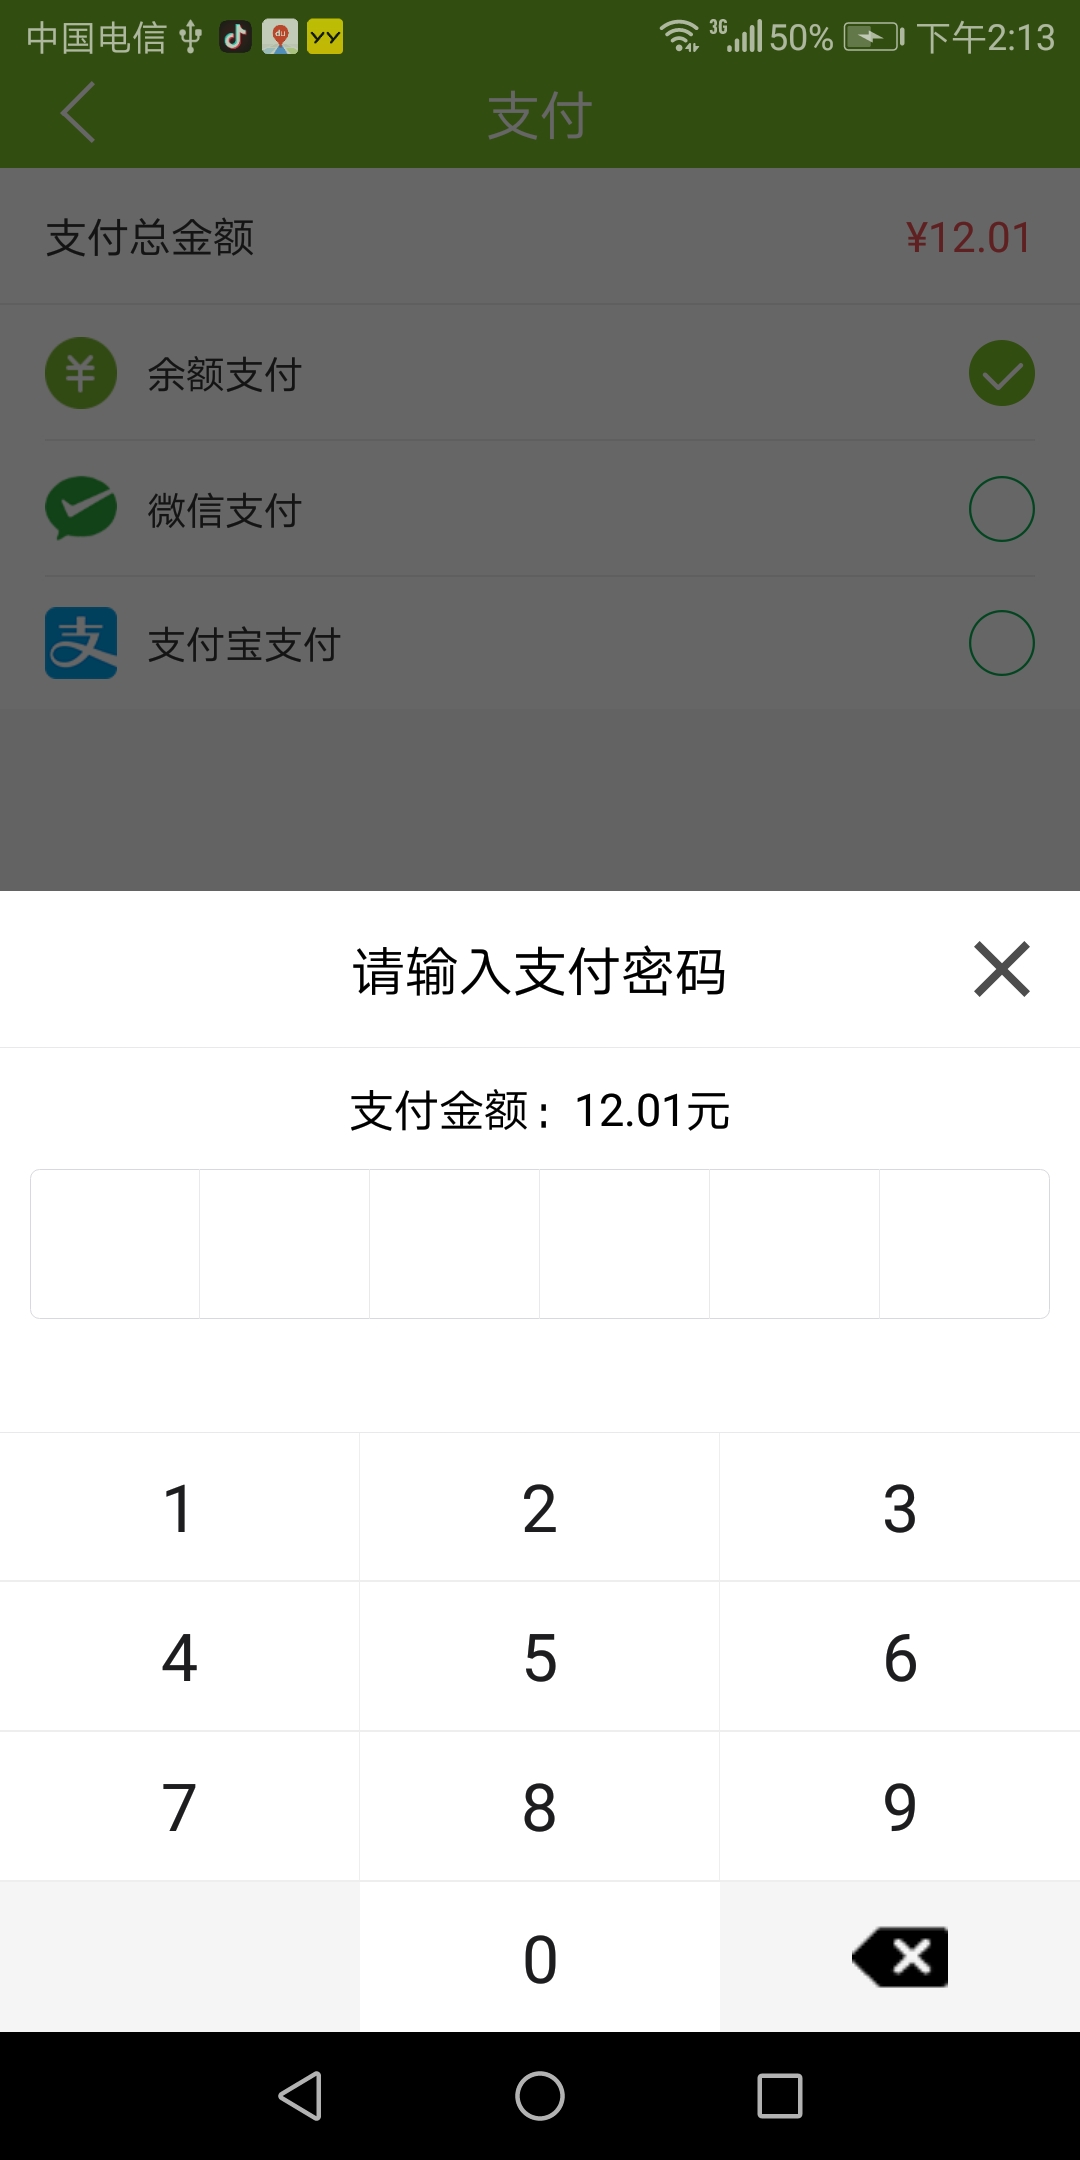 中国电信 3G 50% 下午2:13
支付
支付总金额 ¥12.01
余额支付
微信支付
支付宝支付
请输入支付密码
支付金额：12.01元
1 2 3
4 5 6
7 8 9
0